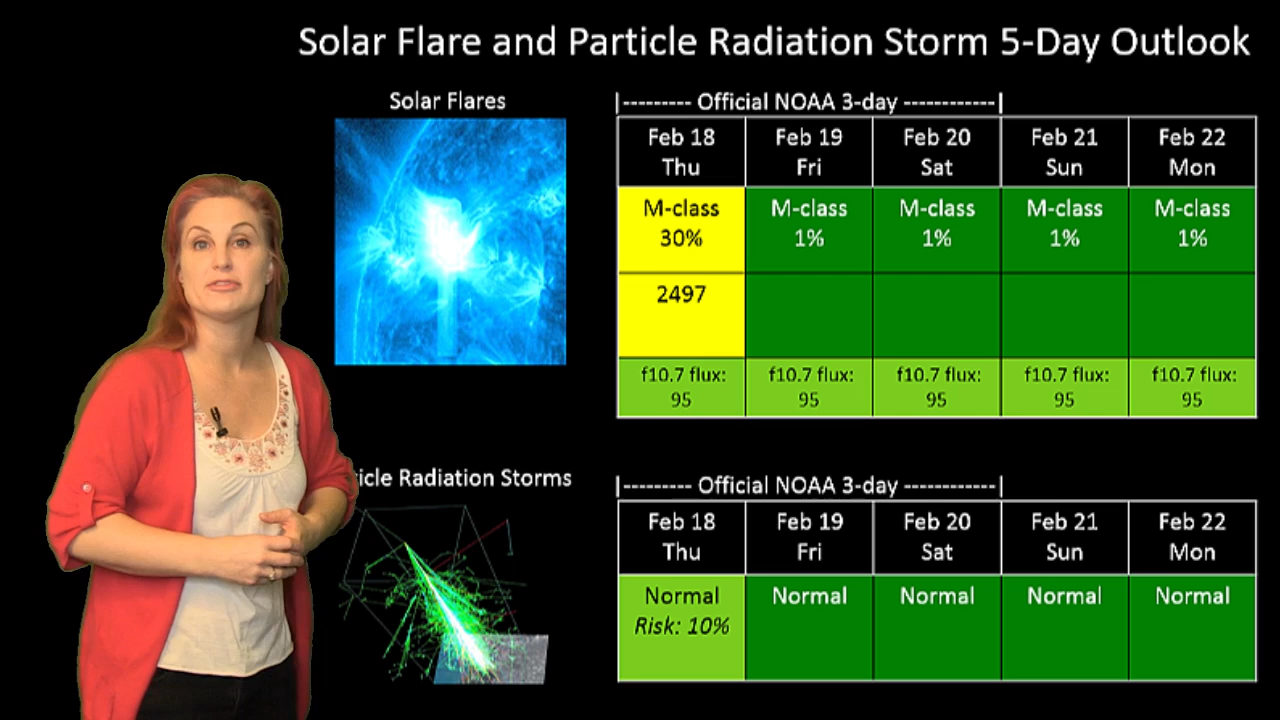 Solar Flare and Particle Radiation Storm 5-Day Outlook
Solar Flares
|--------- Official NOAA 3-day ------------|
Feb 18 Feb 19 Feb 20 Feb 21 Feb 22
Thu Fri Sat Sun Mon
M-class M-class M-class M-class M-class
30% 1% 1% 1% 1%
2497
f10.7 flux: f10.7 flux: f10.7 flux: f10.7 flux: f10.7 flux:
95 95 95 95 95
ticle Radiation Storms
|--------- Official NOAA 3-day ------------|
Feb 18 Feb 19 Feb 20 Feb 21 Feb 22
Thu Fri Sat Sun Mon
Normal Normal Normal Normal Normal
Risk: 10%